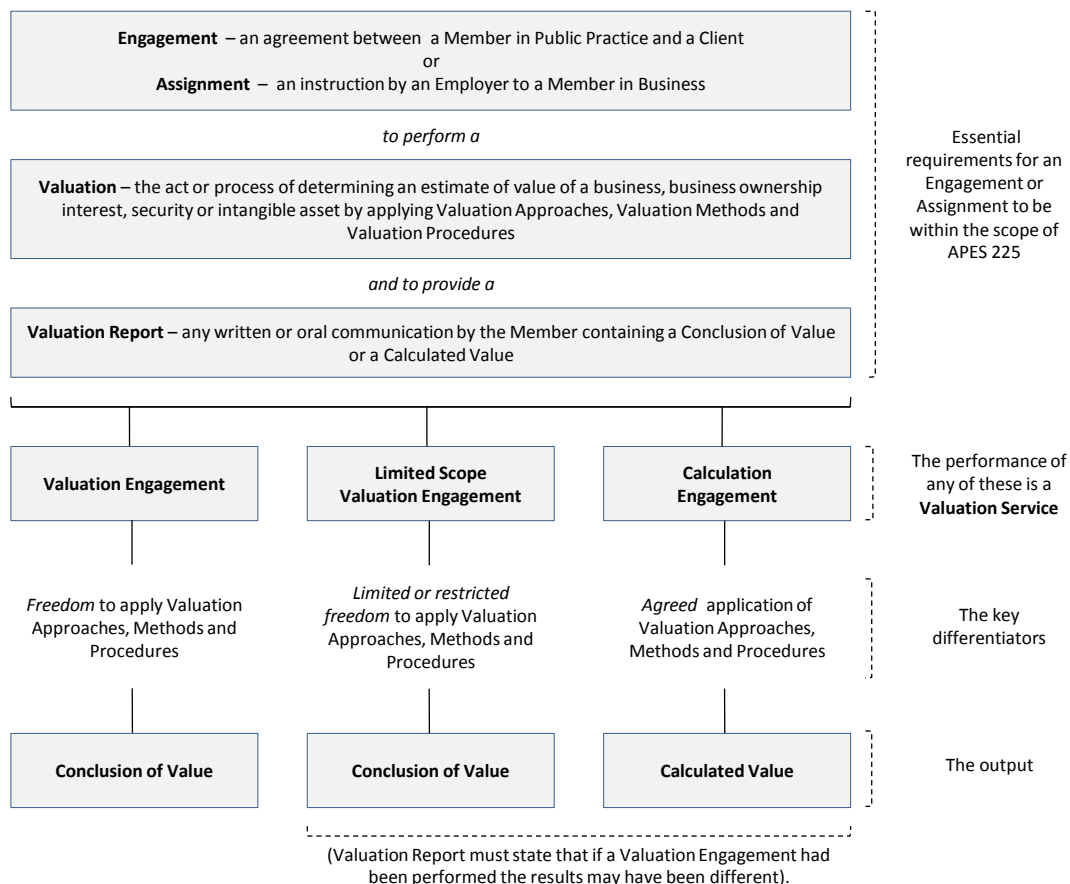 Engagement – an agreement between a Member in Public Practice and a Client
or
Assignment – an instruction by an Employer to a Member in Business
to perform a
Valuation – the act or process of determining an estimate of value of a business, business ownership
interest, security or intangible asset by applying Valuation Approaches, Valuation Methods and
Valuation Procedures
and to provide a
Valuation Report – any written or oral communication by the Member containing a Conclusion of Value
or a Calculated Value
Essential
requirements for an
Engagement or
Assignment to be
within the scope of
APES 225
Valuation Engagement
Limited Scope
Valuation Engagement
Calculation
Engagement
The performance of
any of these is a
Valuation Service
Freedom to apply Valuation
Approaches, Methods and
Procedures
Limited or restricted
freedom to apply Valuation
Approaches, Methods and
Procedures
Agreed application of
Valuation Approaches,
Methods and Procedures
The key
differentiators
Conclusion of Value
Conclusion of Value
Calculated Value
The output
(Valuation Report must state that if a Valuation Engagement had
been performed the results may have been different).